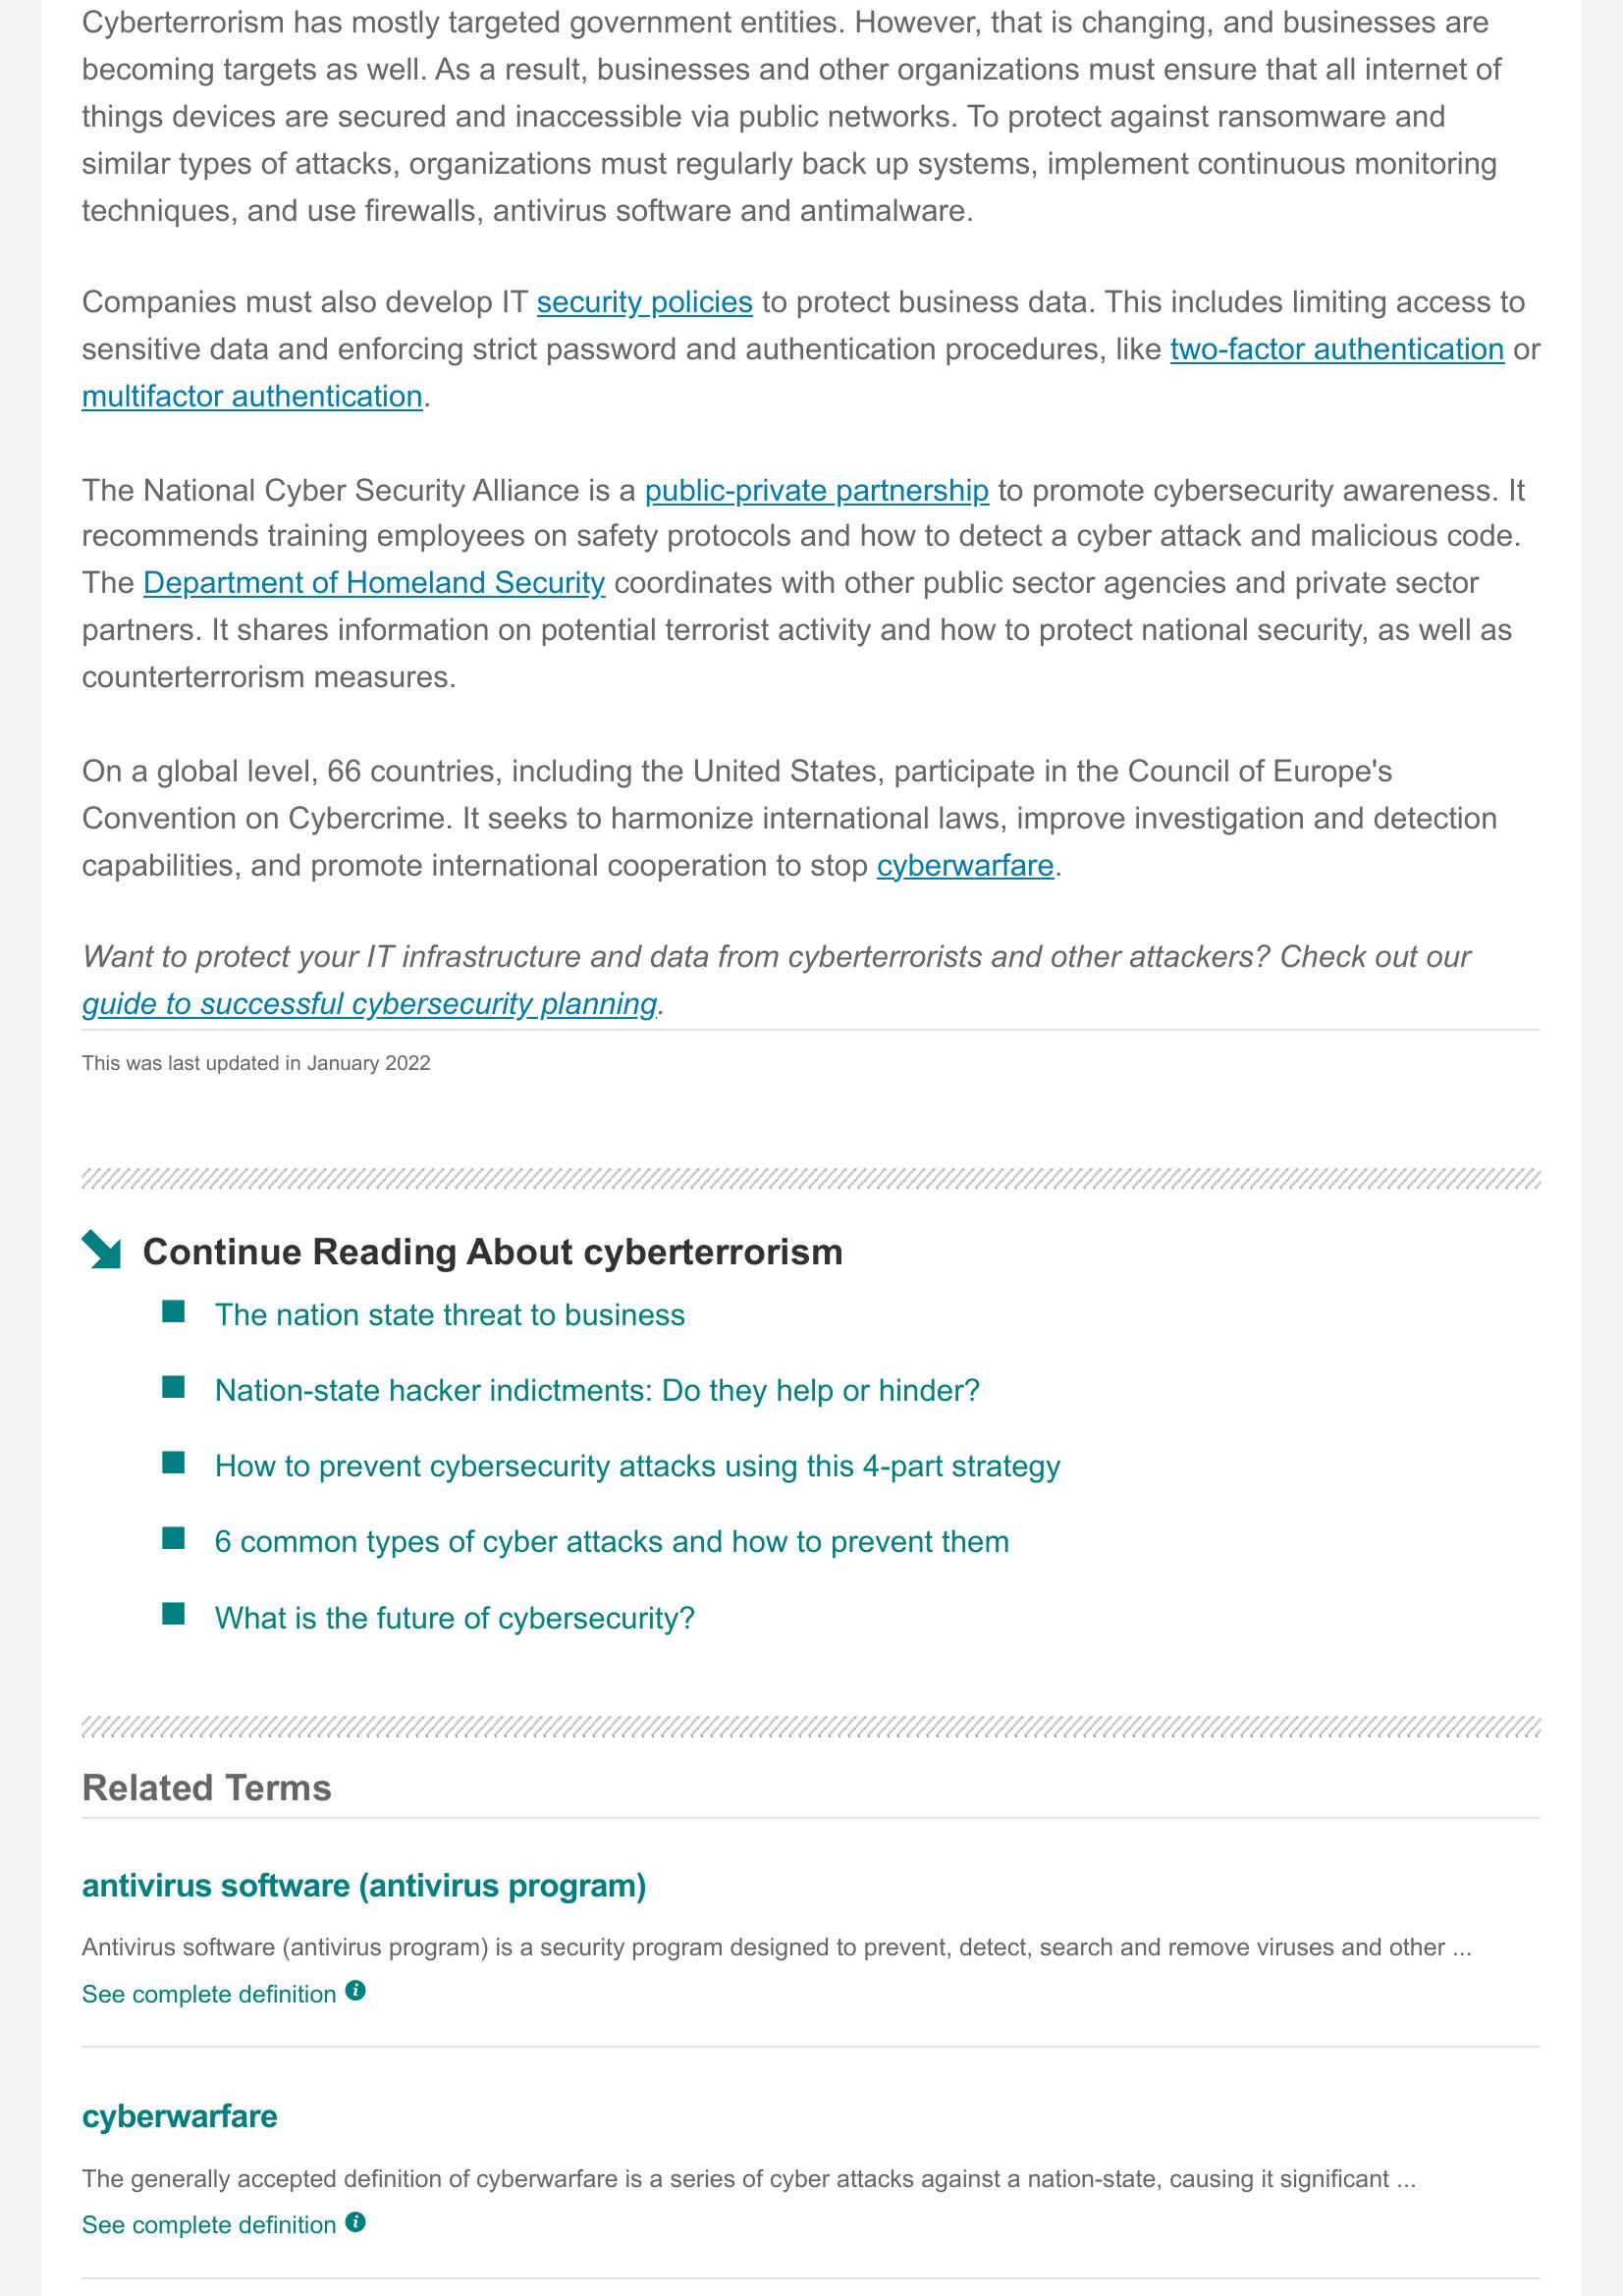 Cyberterrorism has mostly targeted government entities. However, that is changing, and businesses are
becoming targets as well. As a result, businesses and other organizations must ensure that all internet of
things devices are secured and inaccessible via public networks. To protect against ransomware and
similar types of attacks, organizations must regularly back up systems, implement continuous monitoring
techniques, and use firewalls, antivirus software and antimalware.
Companies must also develop IT security policies to protect business data. This includes limiting access to
sensitive data and enforcing strict password and authentication procedures, like two-factor authentication or
multifactor authentication.
The National Cyber Security Alliance is a public-private partnership to promote cybersecurity awareness. It
recommends training employees on safety protocols and how to detect a cyber attack and malicious code.
The Department of Homeland Security coordinates with other public sector agencies and private sector
partners. It shares information on potential terrorist activity and how to protect national security, as well as
counterterrorism measures.
On a global level, 66 countries, including the United States, participate in the Council of Europe's
Convention on Cybercrime. It seeks to harmonize international laws, improve investigation and detection
capabilities, and promote international cooperation to stop cyberwarfare.
Want to protect your IT infrastructure and data from cyberterrorists and other attackers? Check out our
guide to successful cybersecurity planning.
This was last updated in January 2022
Continue Reading About cyberterrorism
The nation state threat to business
Nation-state hacker indictments: Do they help or hinder?
How to prevent cybersecurity attacks using this 4-part strategy
6 common types of cyber attacks and how to prevent them
What is the future of cybersecurity?
Related Terms
antivirus software (antivirus program)
Antivirus software (antivirus program) is a security program designed to prevent, detect, search and remove viruses and other ...
See complete definition
cyberwarfare
The generally accepted definition of cyberwarfare is a series of cyber attacks against a nation-state, causing it significant ...
See complete definition